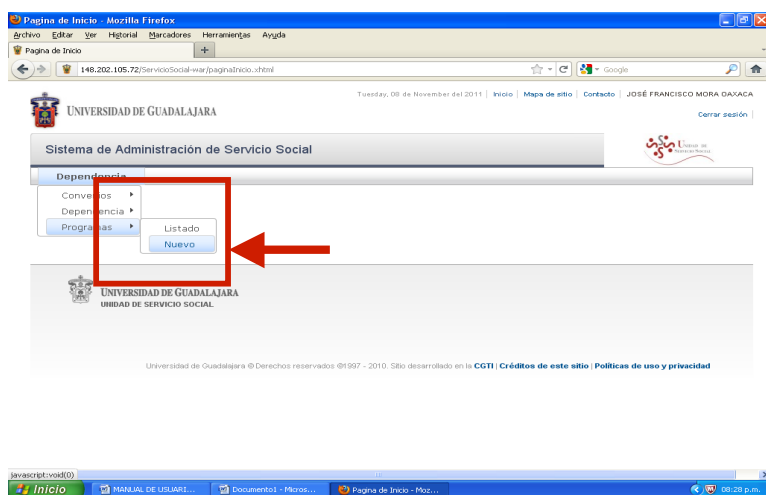 Pagina de Inicio - Mozilla Firefox
Archivo Editar Ver Historial Marcadores Herramientas Ayuda
Pagina de Inicio
148.202.105.72/ServicioSocial-war/paginaInicio.xhtml
Google
Tuesday, 08 de November del 2011 | Inicio | Mapa de sitio | Contacto | JOSÉ FRANCISCO MORA OAXACA
UNIVERSIDAD DE GUADALAJARA
Cerrar sesión |
Sistema de Administración de Servicio Social
Unidad de
Servicio Social
Dependencia
Convenios
Dependencia
Programas
Listado
Nuevo
UNIVERSIDAD DE GUADALAJARA
UNIDAD DE SERVICIO SOCIAL
Universidad de Guadalajara © Derechos reservados ©1997 - 2010. Sitio desarrollado en la CGTI | Créditos de este sitio | Políticas de uso y privacidad
javascript:void(0)
Inicio
MANUAL DE USUARI...
Documento1 - Micros...
Pagina de Inicio - Moz...
08:28 p.m.